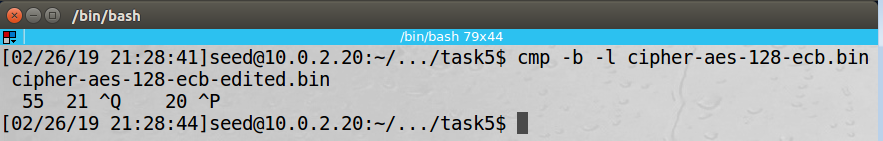 /bin/bash
/bin/bash 79x44
[02/26/19 21:28:41]seed@10.0.2.20:~/.../task5$ cmp -b -l cipher-aes-128-ecb.bin
 cipher-aes-128-ecb-edited.bin
  55  21 ^Q    20 ^P
[02/26/19 21:28:44]seed@10.0.2.20:~/.../task5$